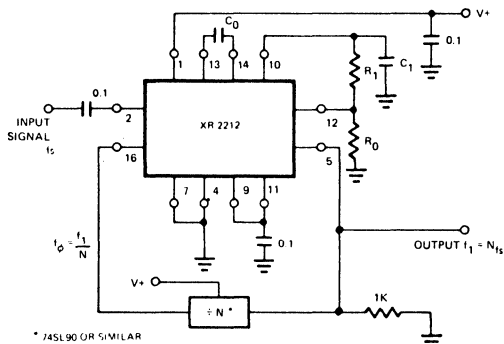 V+
C0
0.1
1
13
14
10
R1
C1
0.1
2
XR 2212
12
INPUT
SIGNAL
fs
16
R0
5
7
4
9
11
fϕ = f1
N
0.1
OUTPUT f1 = Nfs
V+
÷ N *
1K
* 74SL90 OR SIMILAR